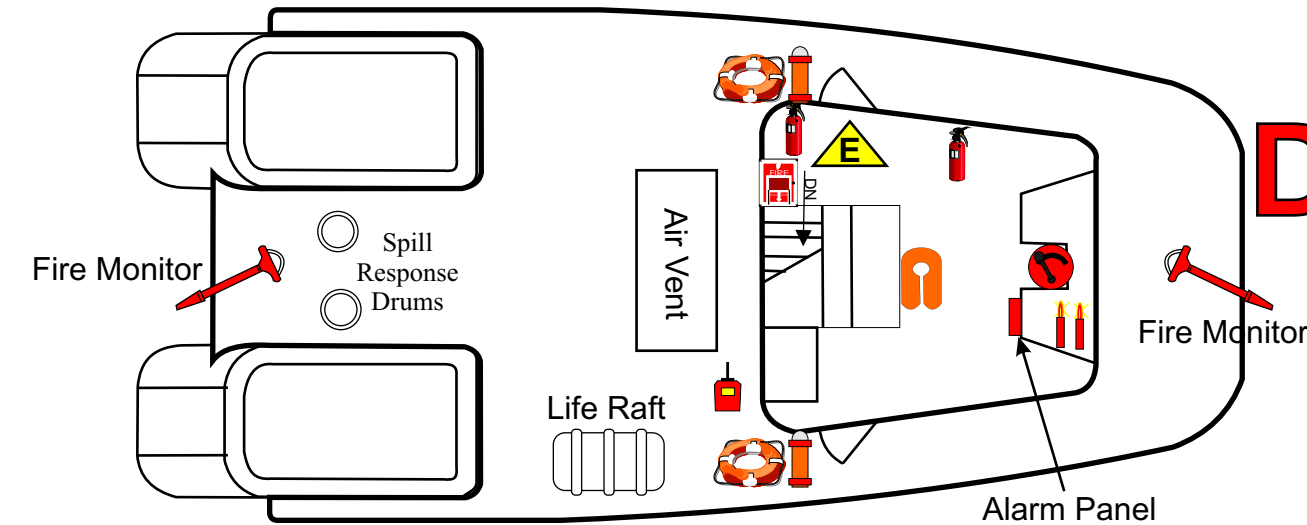 D
E
FIRE
DN
Air Vent
Spill
Response
Drums
Fire Monitor
Fire Monitor
Life Raft
Alarm Panel